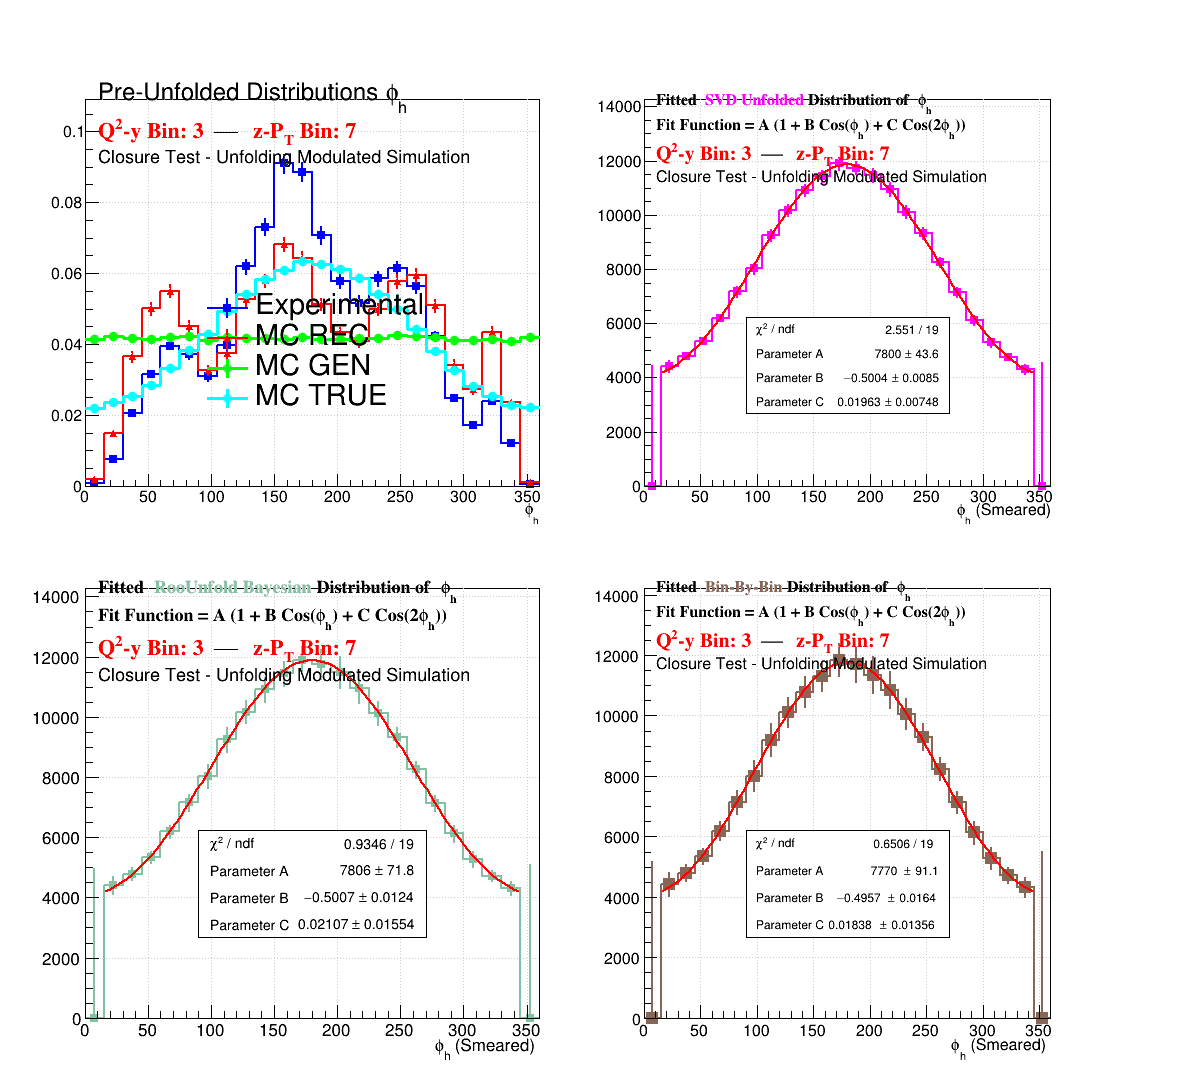 Pre-Unfolded Distributions ϕh
Q²-y Bin: 3 — z-PT Bin: 7
Closure Test - Unfolding Modulated Simulation
0.1
0.08
0.06
0.04
0.02
0
Experimental
MC REC
MC GEN
MC TRUE
0 50 100 150 200 250 300 350
ϕh
Fitted SVD Unfolded Distribution of ϕh
Fit Function = A (1 + B Cos(ϕh) + C Cos(2ϕh))
Q²-y Bin: 3 — z-PT Bin: 7
Closure Test - Unfolding Modulated Simulation
14000
12000
10000
8000
6000
4000
2000
0
χ² / ndf 2.551 / 19
Parameter A 7800 ± 43.6
Parameter B −0.5004 ± 0.0085
Parameter C 0.01963 ± 0.00748
0 50 100 150 200 250 300 350
ϕh (Smeared)
Fitted RooUnfold Bayesian Distribution of ϕh
Fit Function = A (1 + B Cos(ϕh) + C Cos(2ϕh))
Q²-y Bin: 3 — z-PT Bin: 7
Closure Test - Unfolding Modulated Simulation
14000
12000
10000
8000
6000
4000
2000
0
χ² / ndf 0.9346 / 19
Parameter A 7806 ± 71.8
Parameter B −0.5007 ± 0.0124
Parameter C 0.02107 ± 0.01554
0 50 100 150 200 250 300 350
ϕh (Smeared)
Fitted Bin-By-Bin Distribution of ϕh
Fit Function = A (1 + B Cos(ϕh) + C Cos(2ϕh))
Q²-y Bin: 3 — z-PT Bin: 7
Closure Test - Unfolding Modulated Simulation
14000
12000
10000
8000
6000
4000
2000
0
χ² / ndf 0.6506 / 19
Parameter A 7770 ± 91.1
Parameter B −0.4957 ± 0.0164
Parameter C 0.01838 ± 0.01356
0 50 100 150 200 250 300 350
ϕh (Smeared)